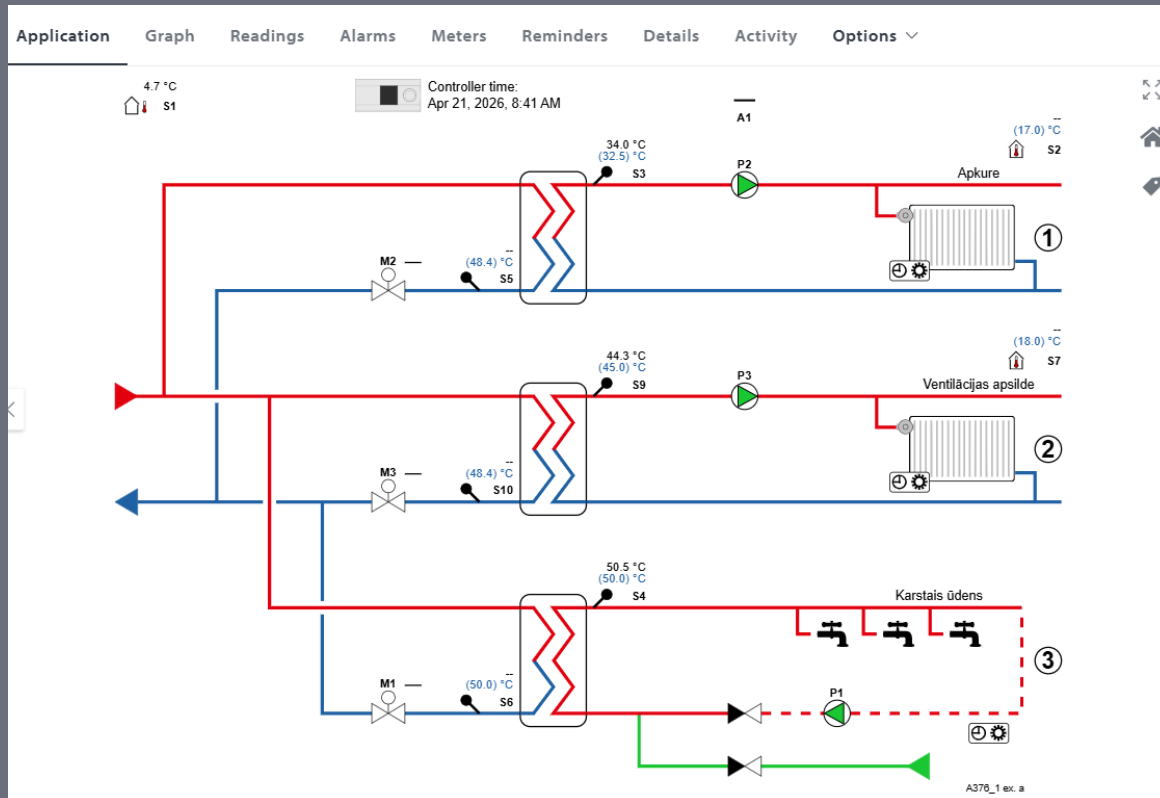 Application Graph Readings Alarms Meters Reminders Details Activity Options
4.7 °C
S1
Controller time:
Apr 21, 2026, 8:41 AM
A1
--
(17.0) °C
S2
34.0 °C
(32.5) °C
S3
P2
Apkure
1
M2
--
(48.4) °C
S5
--
(18.0) °C
S7
44.3 °C
(45.0) °C
S9
P3
Ventilācijas apsilde
2
M3
--
(48.4) °C
S10
50.5 °C
(50.0) °C
S4
Karstais ūdens
3
M1
--
(50.0) °C
S6
P1
A376_1 ex. a